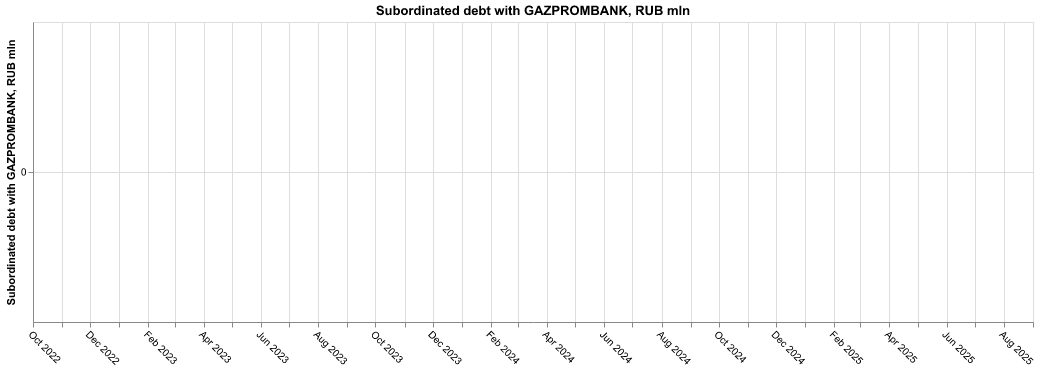 Subordinated debt with GAZPROMBANK, RUB mln
Subordinated debt with GAZPROMBANK, RUB mln
0
Oct 2022
Dec 2022
Feb 2023
Apr 2023
Jun 2023
Aug 2023
Oct 2023
Dec 2023
Feb 2024
Apr 2024
Jun 2024
Aug 2024
Oct 2024
Dec 2024
Feb 2025
Apr 2025
Jun 2025
Aug 2025